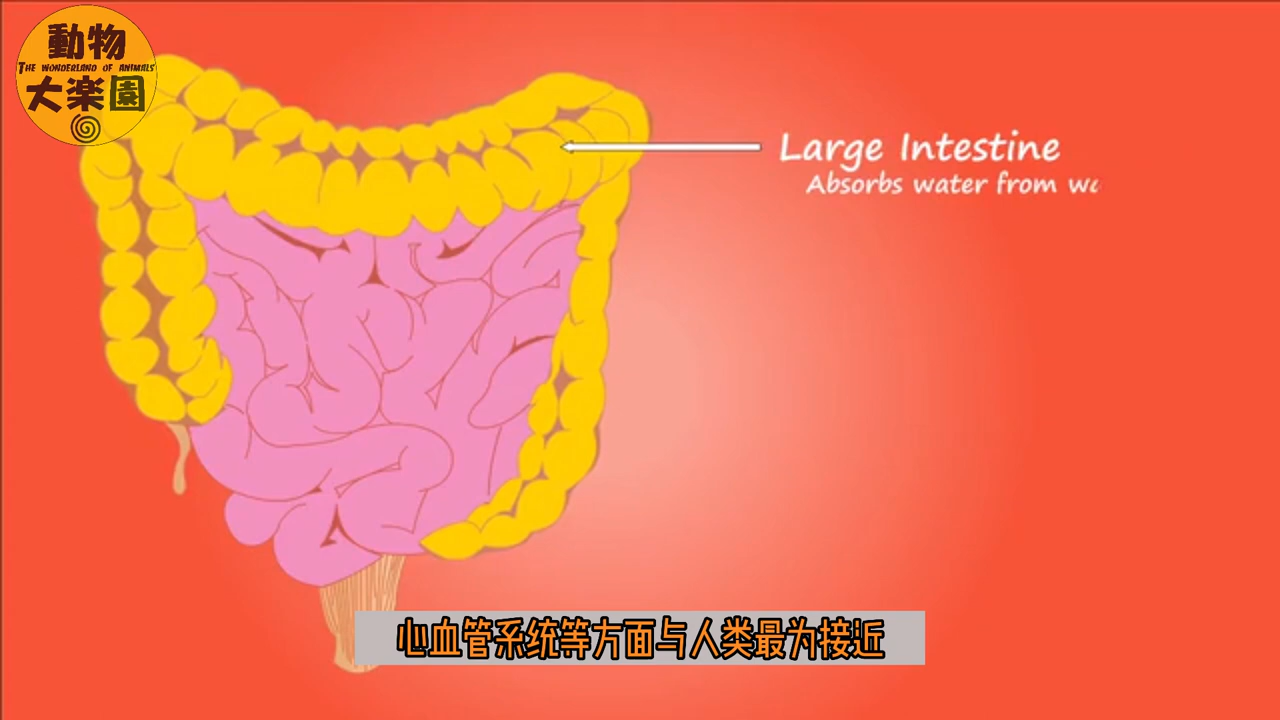 動物
THE WONDERLAND OF ANIMALS
大楽園
Large Intestine
Absorbs water from
心血管系统等方面与人类最为接近